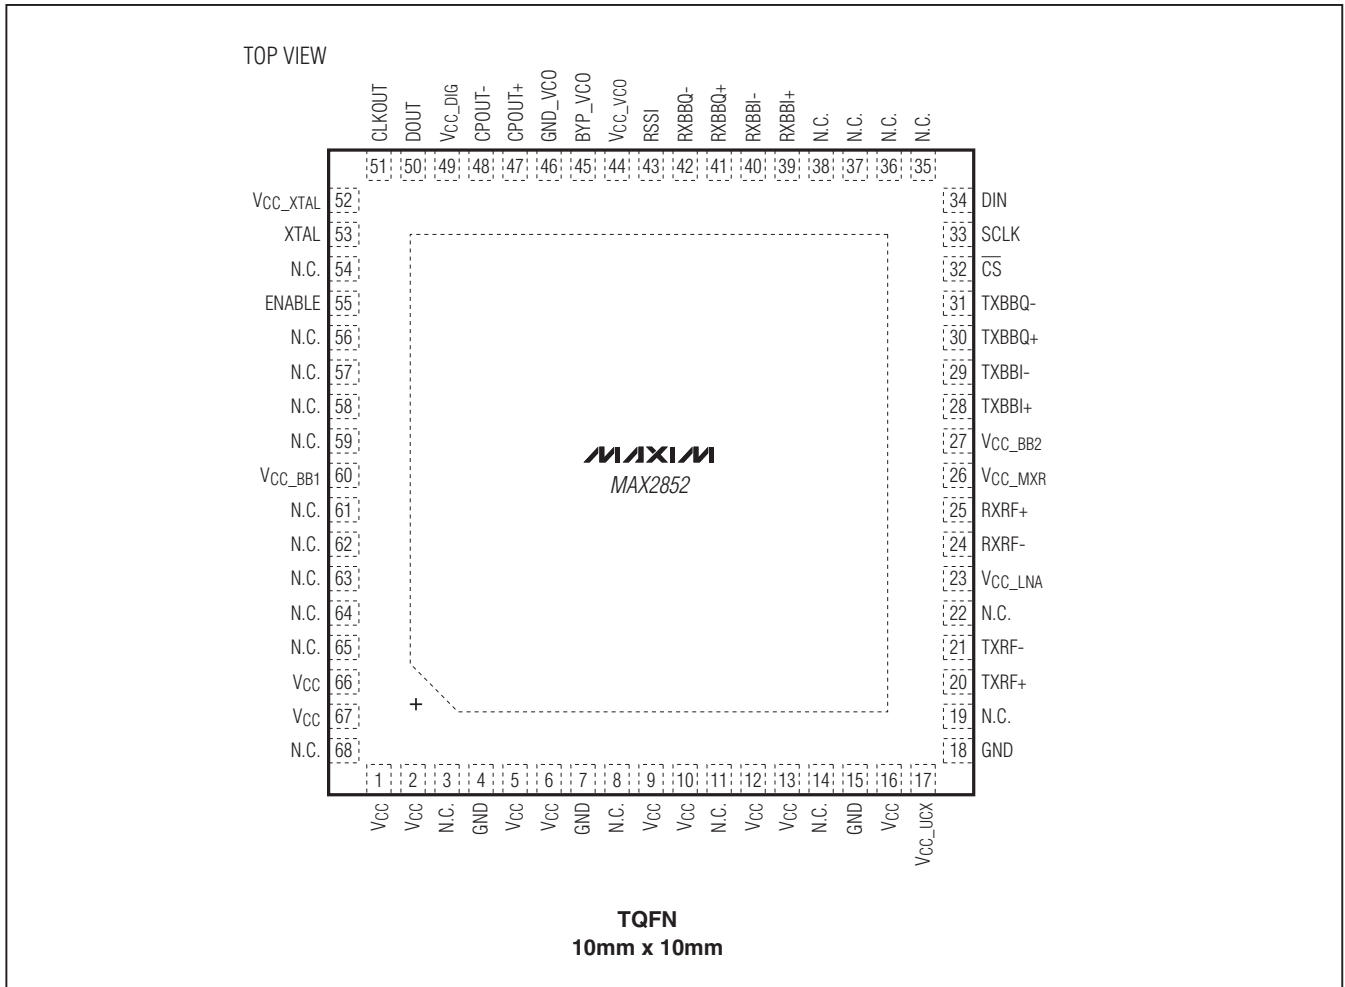 TOP VIEW
CLKOUT
DOUT
VCC_DIG
CPOUT-
CPOUT+
GND_VCO
BYP_VCO
VCC_VCO
RSSI
RXBBQ-
RXBBQ+
RXBBI-
RXBBI+
N.C.
N.C.
N.C.
N.C.
51 50 49 48 47 46 45 44 43 42 41 40 39 38 37 36 35
VCC_XTAL 52
XTAL 53
N.C. 54
ENABLE 55
N.C. 56
N.C. 57
N.C. 58
N.C. 59
VCC_BB1 60
N.C. 61
N.C. 62
N.C. 63
N.C. 64
N.C. 65
VCC 66
VCC 67
N.C. 68
34 DIN
33 SCLK
32 C̅S̅
31 TXBBQ-
30 TXBBQ+
29 TXBBI-
28 TXBBI+
27 VCC_BB2
26 VCC_MXR
25 RXRF+
24 RXRF-
23 VCC_LNA
22 N.C.
21 TXRF-
20 TXRF+
19 N.C.
18 GND
MAXIM
MAX2852
+
1 2 3 4 5 6 7 8 9 10 11 12 13 14 15 16 17
VCC
VCC
N.C.
GND
VCC
VCC
GND
N.C.
VCC
VCC
N.C.
VCC
VCC
N.C.
GND
VCC
VCC_UCX
TQFN
10mm x 10mm